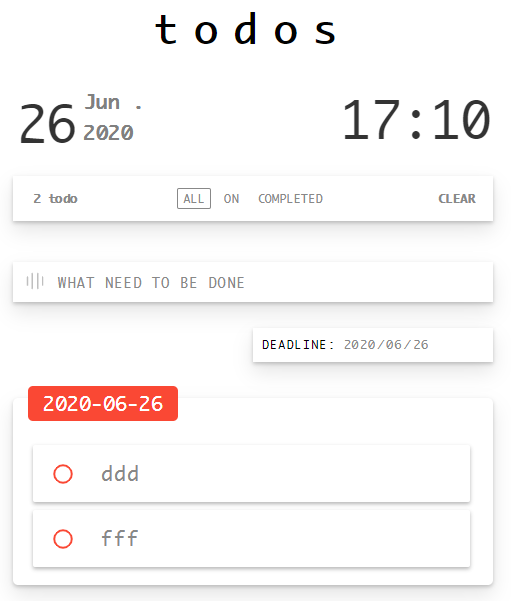 todos
26 Jun .
2020
17:10
2 todo ALL ON COMPLETED CLEAR
WHAT NEED TO BE DONE
DEADLINE: 2020/06/26
2020-06-26
ddd
fff